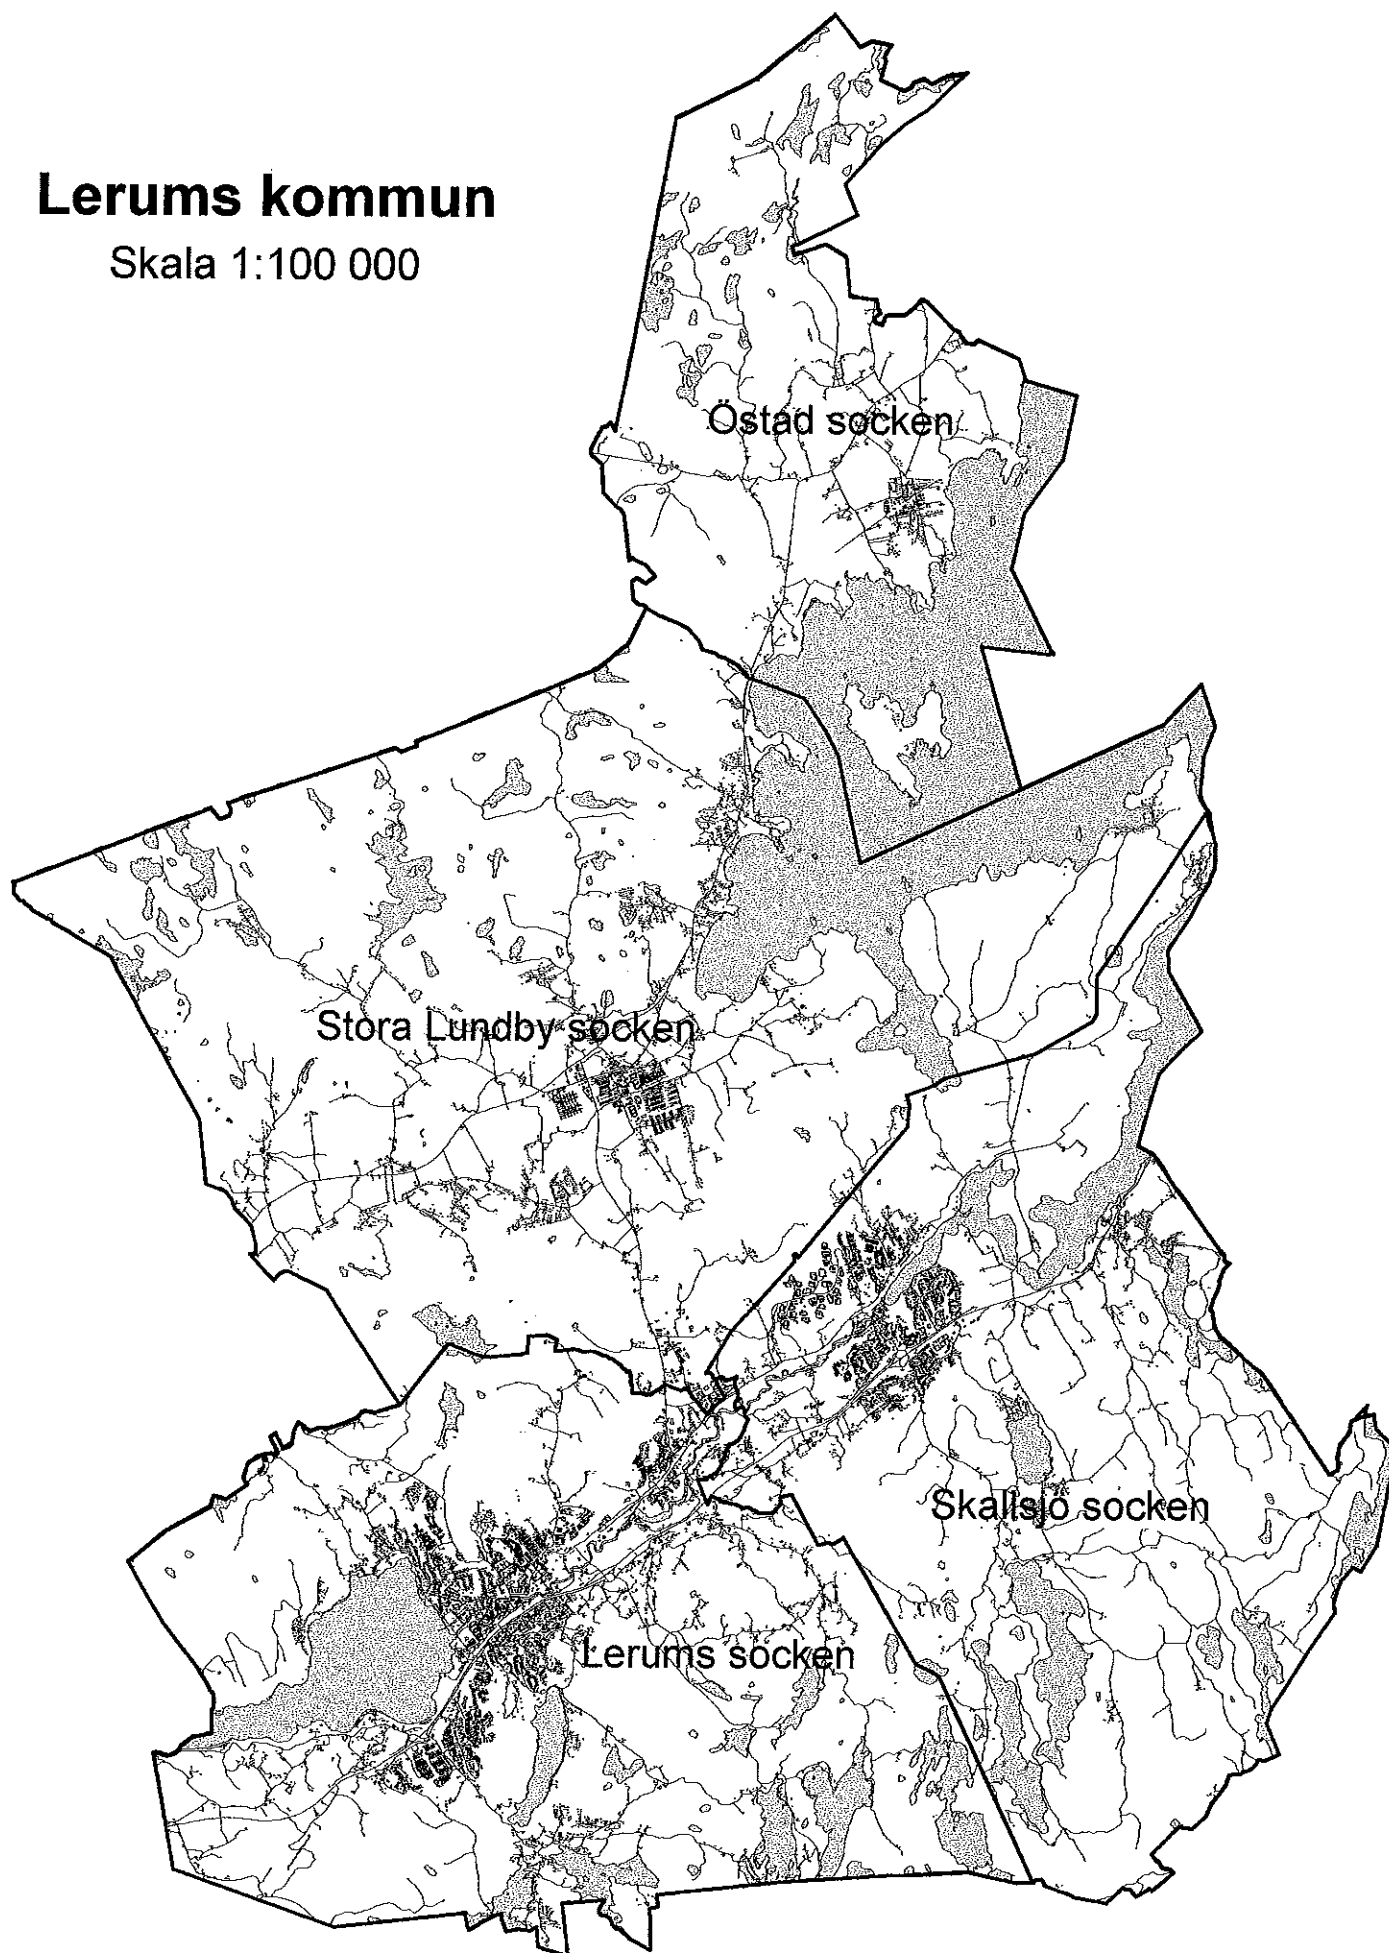 Lerums kommun
Skala 1:100 000
Östad socken
Stora Lundby socken
Skallsjö socken
Lerums socken